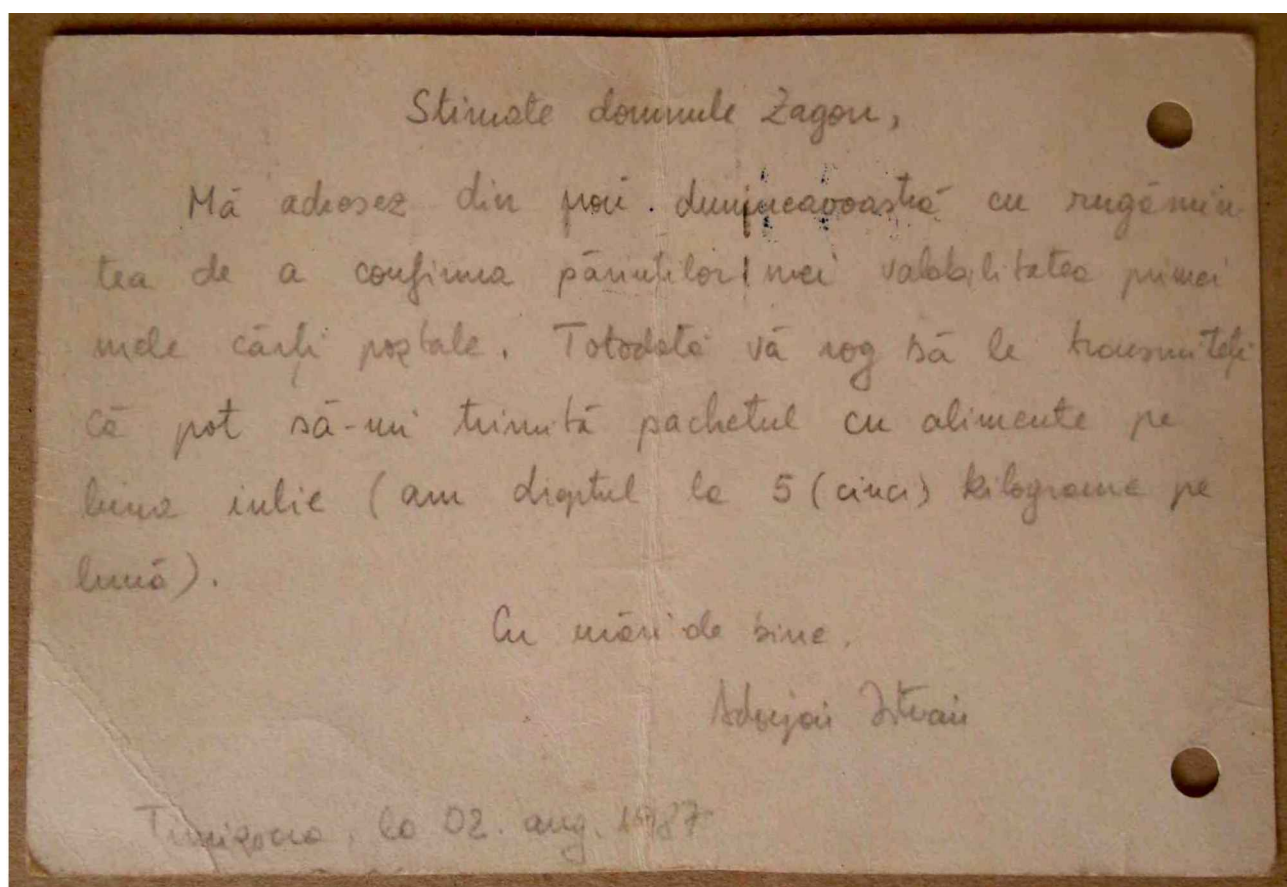 Stimate domnule Zagon,
Mă adresez din nou dumneavoastră cu rugămin-
tea de a confirma părinților mei valabilitatea primei
mele cărți poștale. Totodată vă rog să le transmiteți
că pot să-mi trimită pachetul cu alimente pe
luna iulie (am dreptul la 5 (cinci) kilograme pe
lună).
Cu urări de bine.
Adorjan Istvan
Timișoara, la 02. aug. 1987